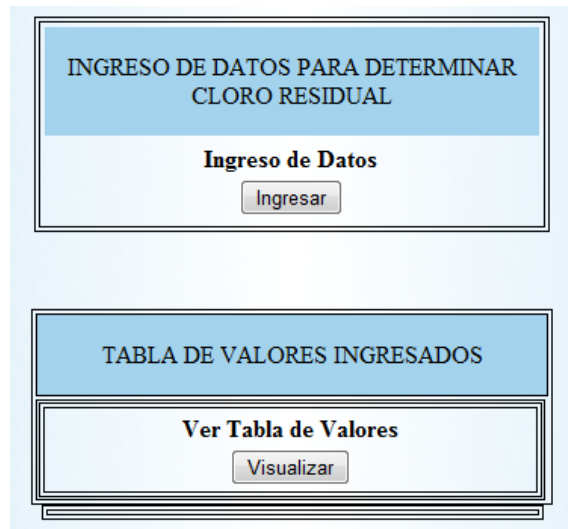 INGRESO DE DATOS PARA DETERMINAR
CLORO RESIDUAL
Ingreso de Datos
Ingresar
TABLA DE VALORES INGRESADOS
Ver Tabla de Valores
Visualizar